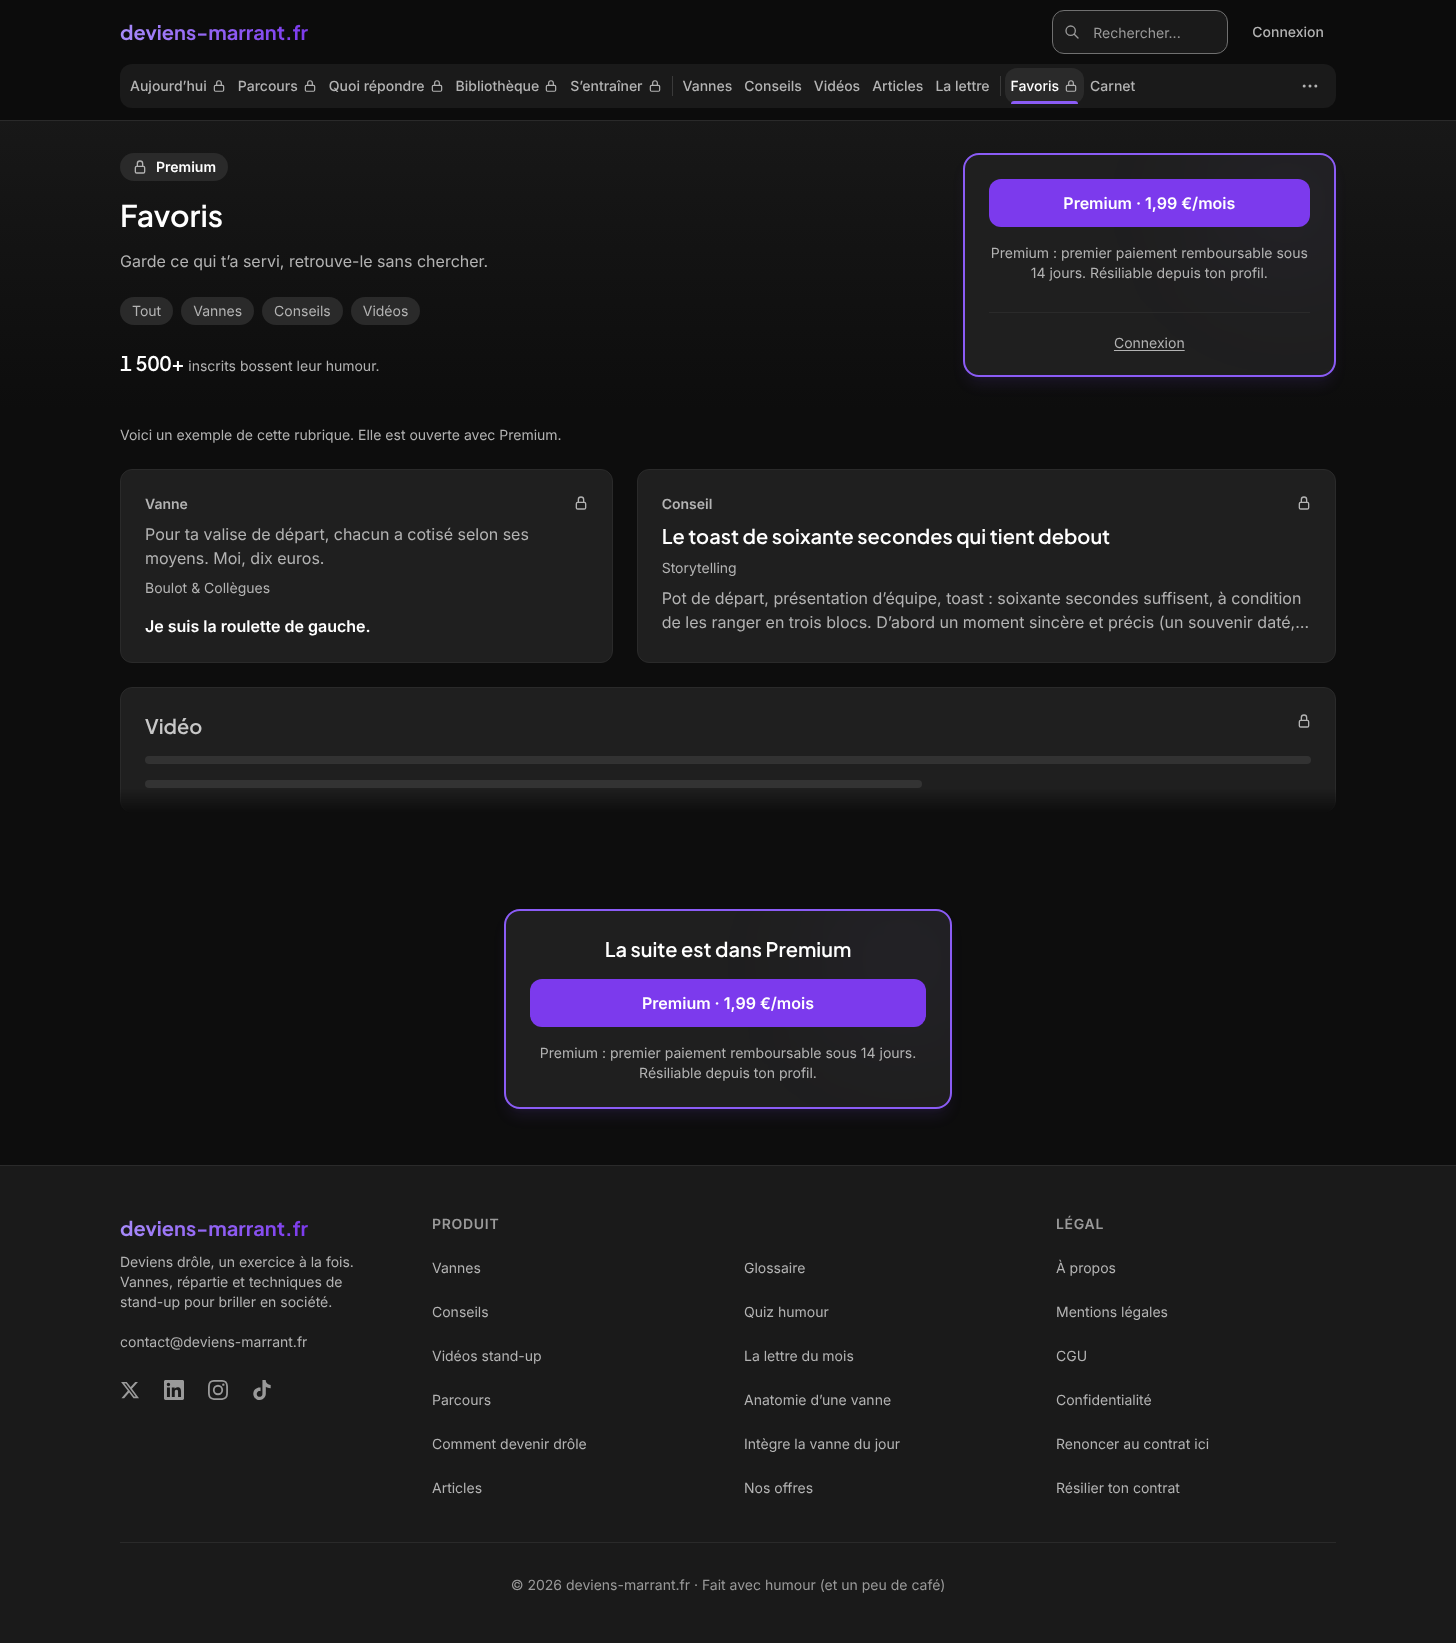 deviens-marrant.fr
Rechercher...
Connexion
Aujourd’hui
Parcours
Quoi répondre
Bibliothèque
S’entraîner
Vannes
Conseils
Vidéos
Articles
La lettre
Favoris
Carnet
Premium
Favoris
Garde ce qui t’a servi, retrouve-le sans chercher.
Tout
Vannes
Conseils
Vidéos
1 500+ inscrits bossent leur humour.
Premium · 1,99 €/mois
Premium : premier paiement remboursable sous
14 jours. Résiliable depuis ton profil.
Connexion
Voici un exemple de cette rubrique. Elle est ouverte avec Premium.
Vanne
Pour ta valise de départ, chacun a cotisé selon ses
moyens. Moi, dix euros.
Boulot & Collègues
Je suis la roulette de gauche.
Conseil
Le toast de soixante secondes qui tient debout
Storytelling
Pot de départ, présentation d’équipe, toast : soixante secondes suffisent, à condition
de les ranger en trois blocs. D’abord un moment sincère et précis (un souvenir daté,…
Vidéo
La suite est dans Premium
Premium · 1,99 €/mois
Premium : premier paiement remboursable sous 14 jours.
Résiliable depuis ton profil.
deviens-marrant.fr
Deviens drôle, un exercice à la fois.
Vannes, répartie et techniques de
stand-up pour briller en société.
contact@deviens-marrant.fr
PRODUIT
Vannes
Conseils
Vidéos stand-up
Parcours
Comment devenir drôle
Articles
Glossaire
Quiz humour
La lettre du mois
Anatomie d’une vanne
Intègre la vanne du jour
Nos offres
LÉGAL
À propos
Mentions légales
CGU
Confidentialité
Renoncer au contrat ici
Résilier ton contrat
© 2026 deviens-marrant.fr · Fait avec humour (et un peu de café)